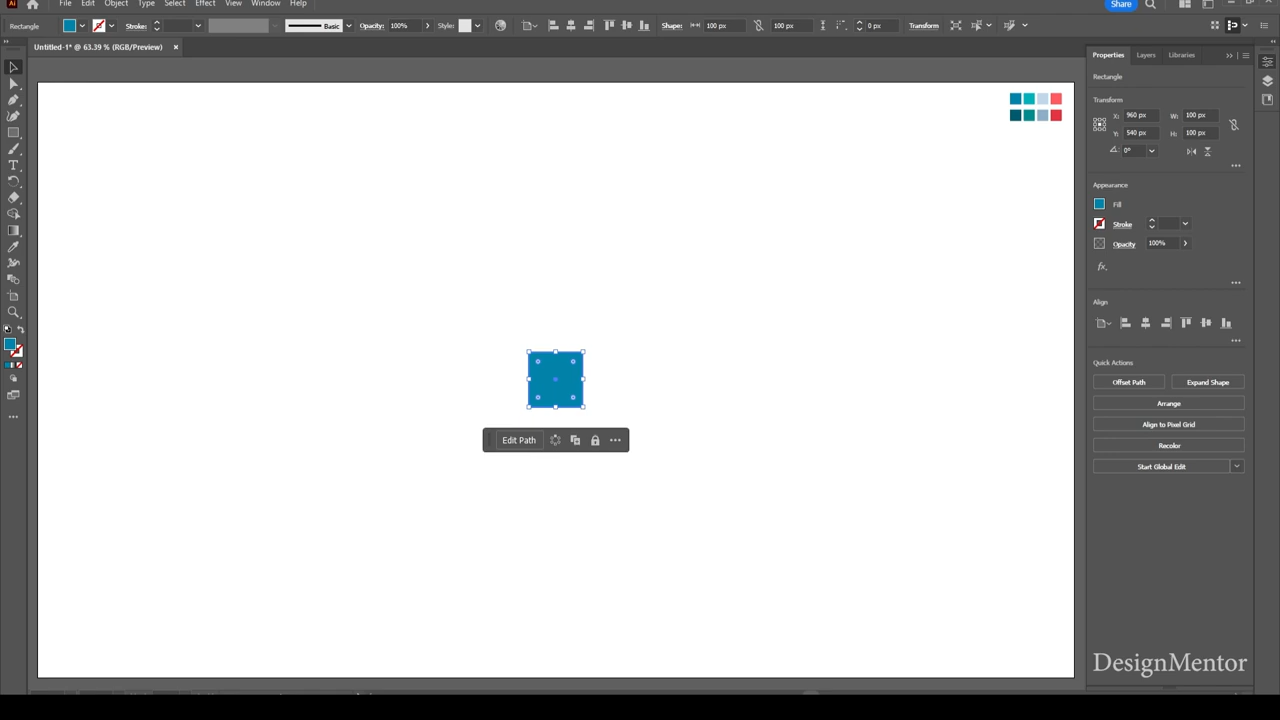 File Edit Object Type Select Effect View Window Help
Share
Rectangle Stroke: Basic Opacity: 100% Style: Shape: 100 px 100 px 0 px Transform
Untitled-1* @ 63.39 % (RGB/Preview) ×
Properties Layers Libraries
Rectangle
Transform
X: 960 px W: 100 px
Y: 540 px H: 100 px
0°
Appearance
Fill
Stroke
Opacity 100%
fx.
Align
Quick Actions
Offset Path Expand Shape
Arrange
Align to Pixel Grid
Recolor
Start Global Edit
Edit Path
DesignMentor